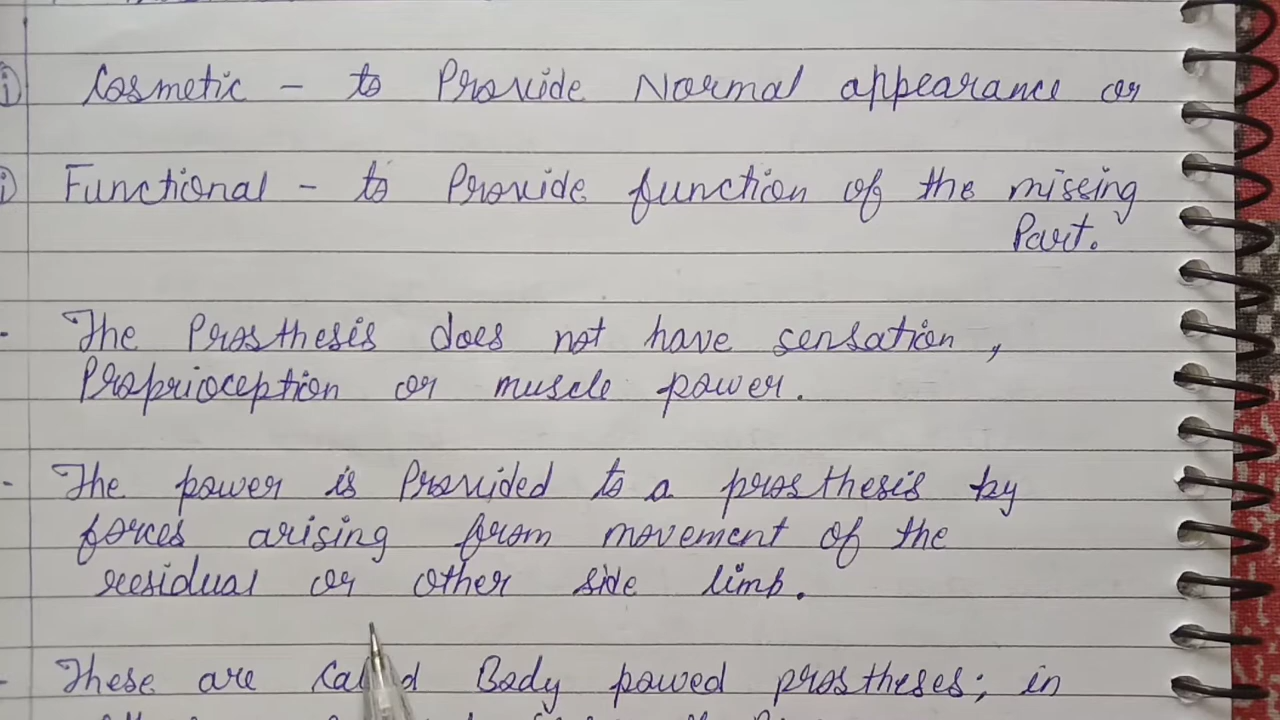 i Cosmetic - to Provide Normal appearance or
Functional - to Provide function of the missing
Part.
- The Prosthesis does not have sensation,
Proprioception or muscle power.
- The power is Provided to a prosthesis by
forces arising from movement of the
residual or other side limb.
- These are Called Body powed prostheses; in